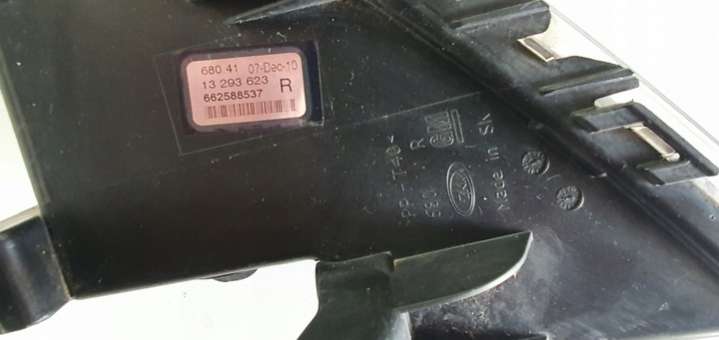 680 41 07-Dec-10
13 293 623 R
662588537
>PP-T40<
680 R
GM
Made in Sk